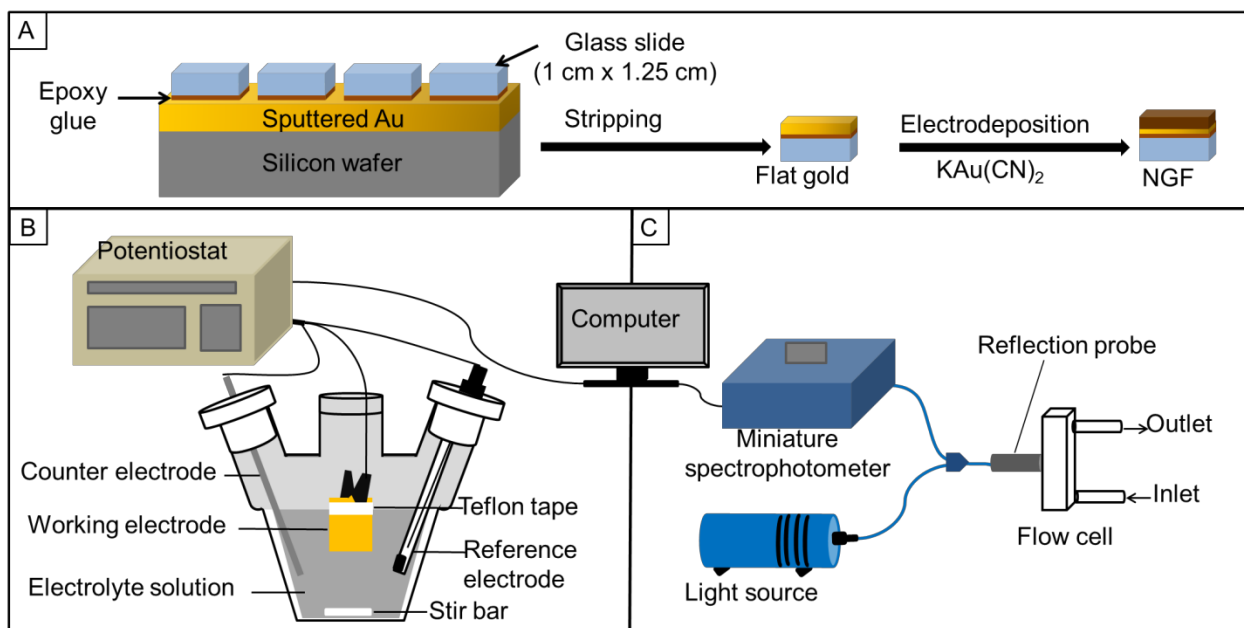 A
Glass slide
(1 cm x 1.25 cm)
Epoxy
glue
Sputtered Au
Silicon wafer
Stripping
Flat gold
Electrodeposition
KAu(CN)₂
NGF
B
Potentiostat
Computer
Counter electrode
Working electrode
Electrolyte solution
Teflon tape
Reference
electrode
Stir bar
C
Reflection probe
Miniature
spectrophotometer
Outlet
Inlet
Flow cell
Light source